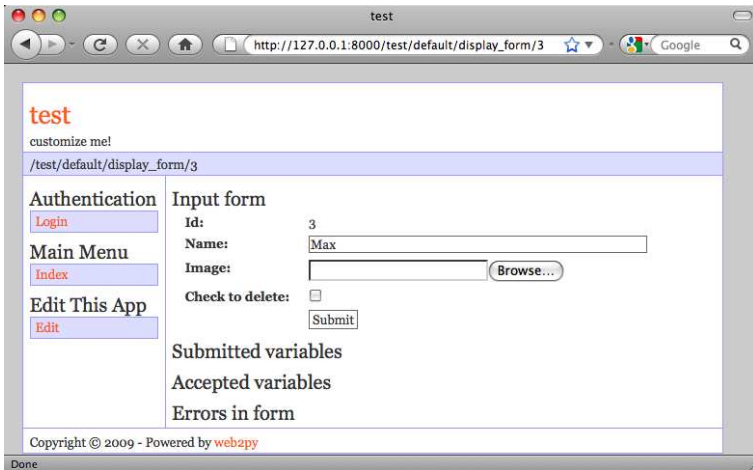 test
http://127.0.0.1:8000/test/default/display_form/3
Google
test
customize me!
/test/default/display_form/3
Authentication
Login
Main Menu
Index
Edit This App
Edit
Input form
Id: 3
Name: Max
Image: Browse...
Check to delete:
Submit
Submitted variables
Accepted variables
Errors in form
Copyright © 2009 - Powered by web2py
Done